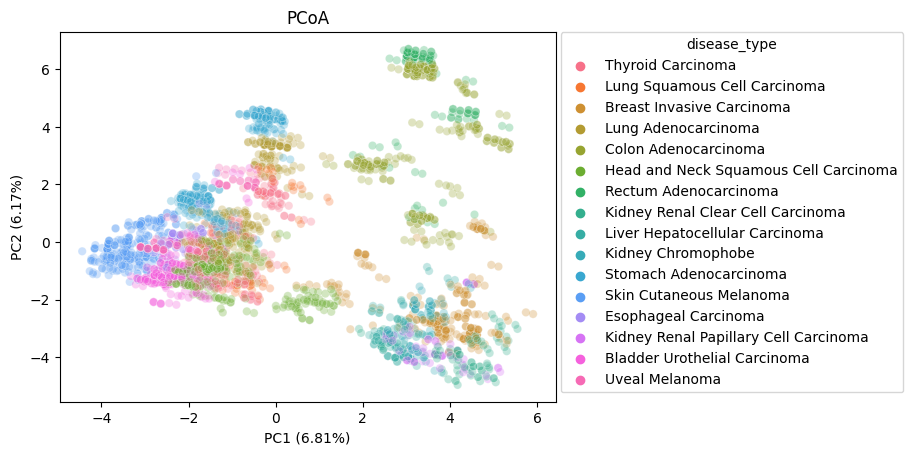 PCoA
6
4
2
0
−2
−4
PC2 (6.17%)
−4
−2
0
2
4
6
PC1 (6.81%)
disease_type
Thyroid Carcinoma
Lung Squamous Cell Carcinoma
Breast Invasive Carcinoma
Lung Adenocarcinoma
Colon Adenocarcinoma
Head and Neck Squamous Cell Carcinoma
Rectum Adenocarcinoma
Kidney Renal Clear Cell Carcinoma
Liver Hepatocellular Carcinoma
Kidney Chromophobe
Stomach Adenocarcinoma
Skin Cutaneous Melanoma
Esophageal Carcinoma
Kidney Renal Papillary Cell Carcinoma
Bladder Urothelial Carcinoma
Uveal Melanoma